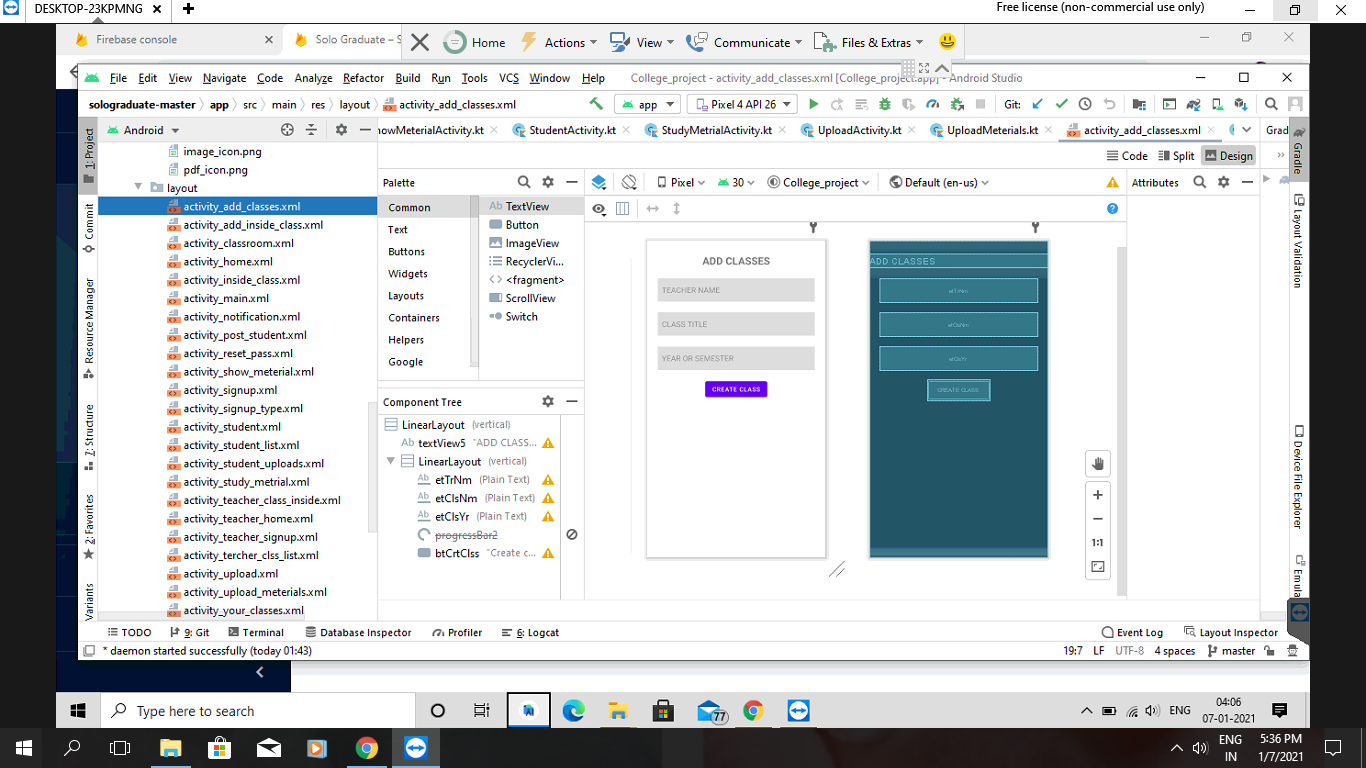 DESKTOP-23KPMNG
Free license (non-commercial use only)
Firebase console
Solo Graduate – S
Home
Actions
View
Communicate
Files & Extras
File Edit View Navigate Code Analyze Refactor Build Run Tools VCS Window Help
College_project - activity_add_classes.xml [College_project.app] - Android Studio
sologradute-master app src main res layout activity_add_classes.xml
app
Pixel 4 API 26
Git:
Android
howMeterialActivity.kt
StudentActivity.kt
StudyMetrialActivity.kt
UploadActivity.kt
UploadMeterials.kt
activity_add_classes.xml
Grad
Code
Split
Design
1: Project
Commit
Resource Manager
Z: Structure
2: Favorites
Variants
image_icon.png
pdf_icon.png
layout
activity_add_classes.xml
activity_add_inside_class.xml
activity_classroom.xml
activity_home.xml
activity_inside_class.xml
activity_main.xml
activity_notification.xml
activity_post_student.xml
activity_reset_pass.xml
activity_show_meterial.xml
activity_signup.xml
activity_signup_type.xml
activity_student.xml
activity_student_list.xml
activity_student_uploads.xml
activity_study_metrial.xml
activity_teacher_class_inside.xml
activity_teacher_home.xml
activity_teacher_signup.xml
activity_tercher_clss_list.xml
activity_upload.xml
activity_upload_meterials.xml
activity_your_classes.xml
Palette
Common
Text
Buttons
Widgets
Layouts
Containers
Helpers
Google
Ab TextView
Button
ImageView
RecyclerVi...
<fragment>
ScrollView
Switch
Component Tree
LinearLayout (vertical)
Ab textView5 "ADD CLASS...
LinearLayout (vertical)
Ab etTrNm (Plain Text)
Ab etClsNm (Plain Text)
Ab etClsYr (Plain Text)
progressBar2
btCrtClss "Create c...
Pixel
30
College_project
Default (en-us)
Attributes
ADD CLASSES
TEACHER NAME
CLASS TITLE
YEAR OR SEMESTER
CREATE CLASS
ADD CLASSES
etTrNm
etClsNm
etClsYr
CREATE CLASS
1:1
Gradle
Layout Validation
Device File Explorer
Emula
TODO
9: Git
Terminal
Database Inspector
Profiler
6: Logcat
Event Log
Layout Inspector
* daemon started successfully (today 01:43)
19:7 LF UTF-8 4 spaces master
Type here to search
77
ENG
04:06
07-01-2021
ENG
IN
5:36 PM
1/7/2021